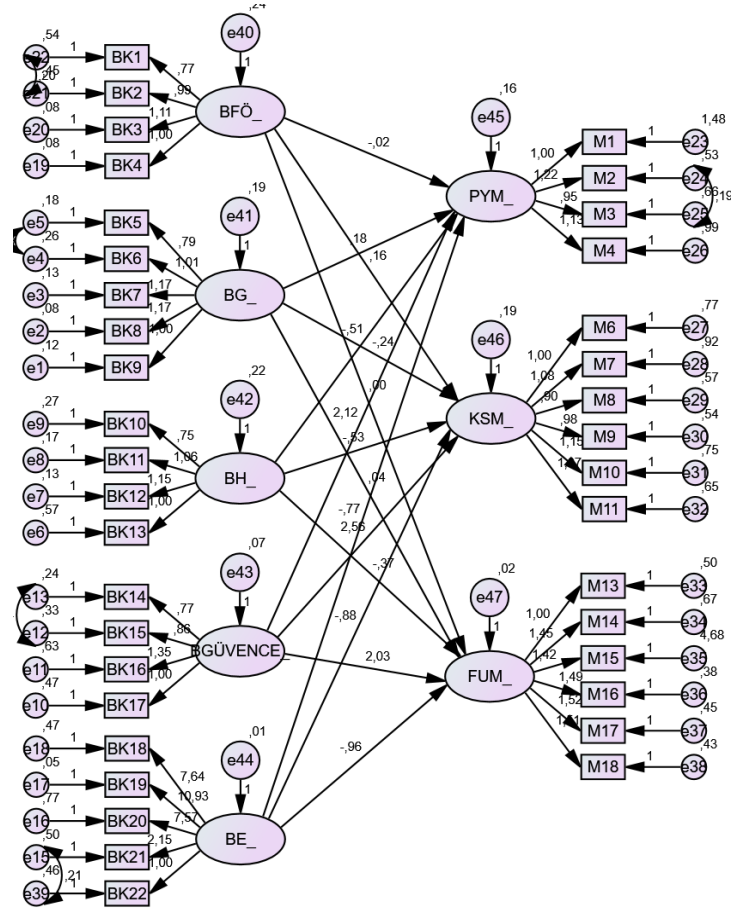 ,24
e40
1
,54
e22
1
BK1
,77
,45
,20
e21
1
BK2
,99
,08
e20
1
BK3
1,11
,08
e19
1
BK4
1,00
BFÖ_
,18
e5
1
BK5
,79
,26
e4
1
BK6
1,01
,13
e3
1
BK7
1,17
,08
e2
1
BK8
1,17
,12
e1
1
BK9
1,00
,19
e41
1
BG_
,27
e9
1
BK10
,75
,17
e8
1
BK11
1,06
,13
e7
1
BK12
1,15
,57
e6
1
BK13
1,00
,22
e42
1
BH_
,24
e13
1
BK14
,77
,33
e12
1
BK15
,86
,63
e11
1
BK16
1,35
,47
e10
1
BK17
1,00
,07
e43
1
BGÜVENCE_
,47
e18
1
BK18
7,64
,05
e17
1
BK19
10,93
,77
e16
1
BK20
7,57
,50
e15
1
BK21
2,15
,46
,21
e39
1
BK22
1,00
,01
e44
1
BE_
-,02
,18
,16
-,51
-,24
,00
2,12
-,53
,04
-,77
2,56
-,37
-,88
2,03
-,96
,16
e45
1
PYM_
1,00
M1
1
e23
1,48
1,22
M2
1
e24
,53
,95
M3
1
e25
,66
,19
1,13
M4
1
e26
,99
,19
e46
1
KSM_
1,00
M6
1
e27
,77
1,08
M7
1
e28
,92
,90
M8
1
e29
,57
,98
M9
1
e30
,54
1,15
M10
1
e31
,75
M11
1
e32
,65
,02
e47
1
FUM_
1,00
M13
1
e33
,50
1,45
M14
1
e34
,67
1,42
M15
1
e35
4,68
1,49
M16
1
e36
,38
1,52
M17
1
e37
,45
M18
1
e38
,43